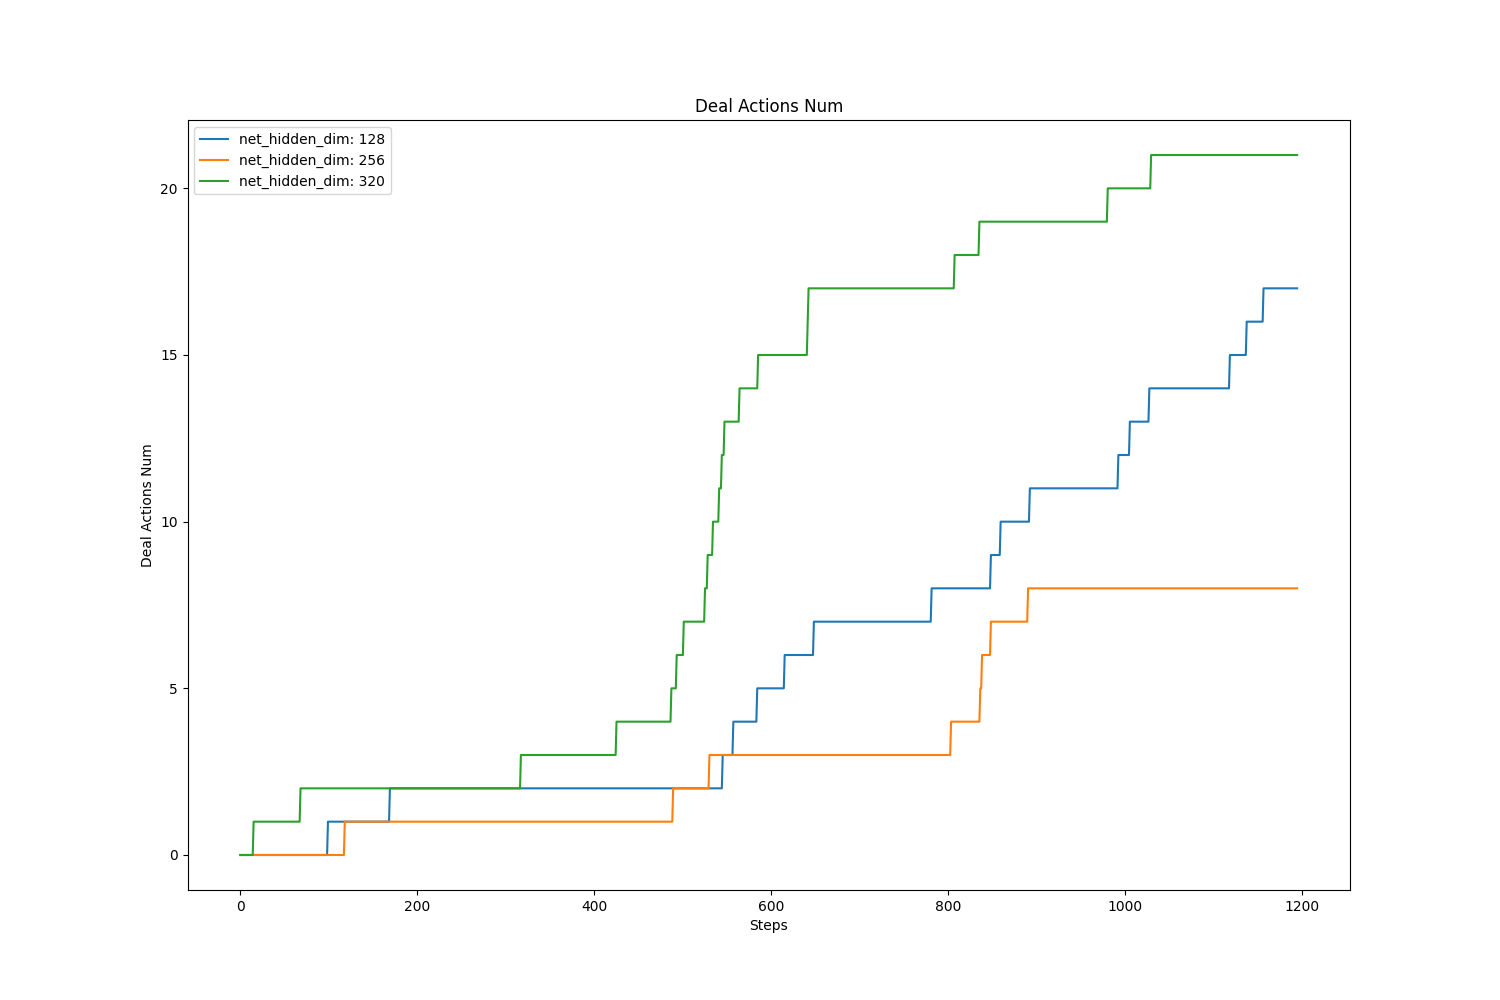 Deal Actions Num
net_hidden_dim: 128
net_hidden_dim: 256
net_hidden_dim: 320
20
15
10
5
0
Deal Actions Num
0 200 400 600 800 1000 1200
Steps